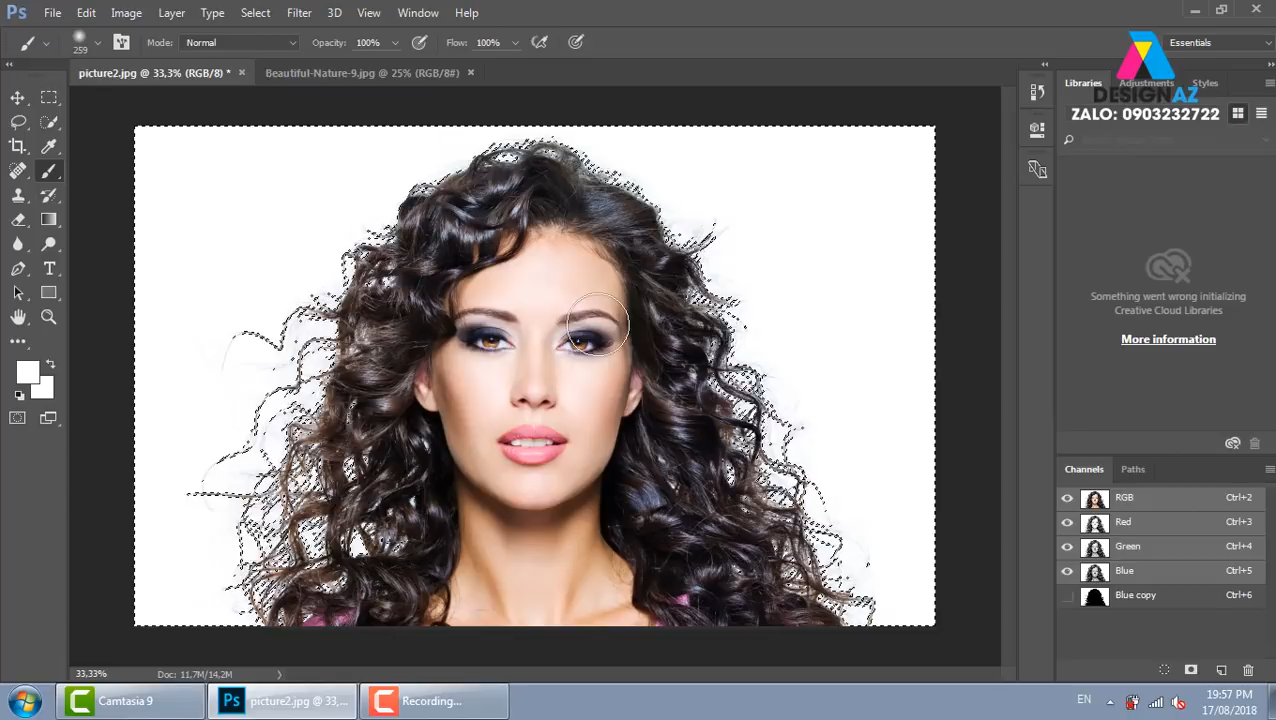 Ps File Edit Image Layer Type Select Filter 3D View Window Help
259 Mode: Normal Opacity: 100% Flow: 100% Essentials
picture2.jpg @ 33,3% (RGB/8) * × Beautiful-Nature-9.jpg @ 25% (RGB/8#) ×
Libraries Adjustments Styles
DESIGN AZ
ZALO: 0903232722
Something went wrong initializing
Creative Cloud Libraries
More information
Channels Paths
RGB Ctrl+2
Red Ctrl+3
Green Ctrl+4
Blue Ctrl+5
Blue copy Ctrl+6
33,33% Doc: 11,7M/14,2M
Camtasia 9 Ps picture2.jpg @ 33,... Recording... EN 19:57 PM
17/08/2018